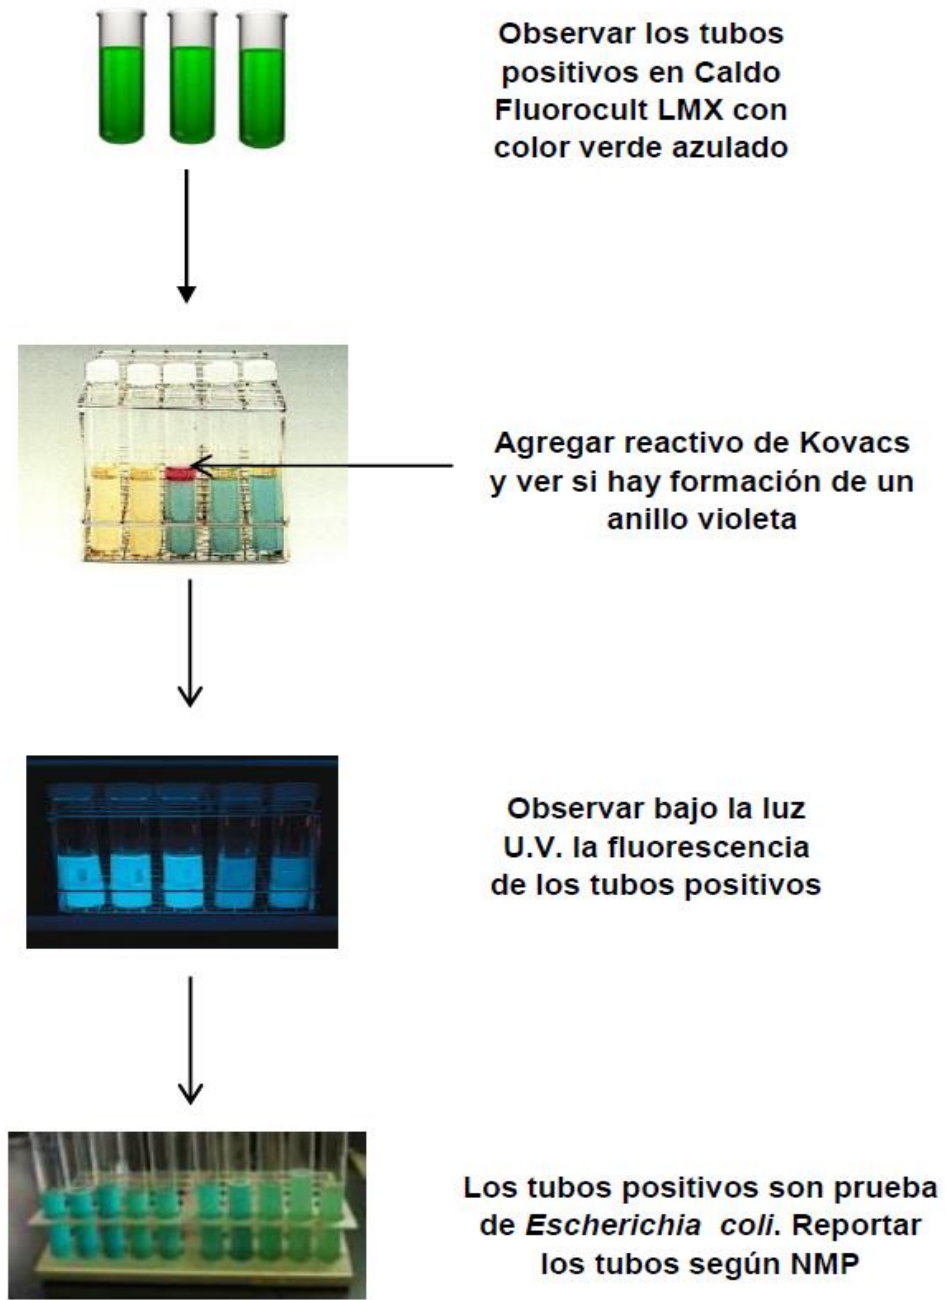 Observar los tubos
positivos en Caldo
Fluorocult LMX con
color verde azulado
Agregar reactivo de Kovacs
y ver si hay formación de un
anillo violeta
Observar bajo la luz
U.V. la fluorescencia
de los tubos positivos
Los tubos positivos son prueba
de Escherichia coli. Reportar
los tubos según NMP